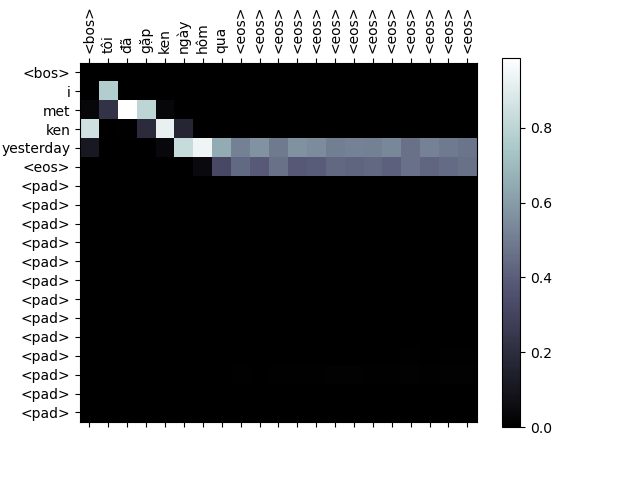 <bos> tôi đã gặp ken ngày hôm qua <eos> <eos> <eos> <eos> <eos> <eos> <eos> <eos> <eos> <eos> <eos> <eos> <eos>
<bos>
i
met
ken
yesterday
<eos>
<pad>
<pad>
<pad>
<pad>
<pad>
<pad>
<pad>
<pad>
<pad>
<pad>
<pad>
<pad>
<pad>
0.8
0.6
0.4
0.2
0.0